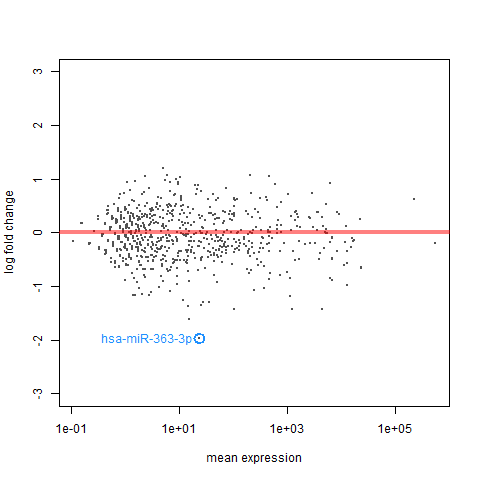 3
2
1
0
-1
-2
-3
log fold change
hsa-miR-363-3p
1e-01
1e+01
1e+03
1e+05
mean expression